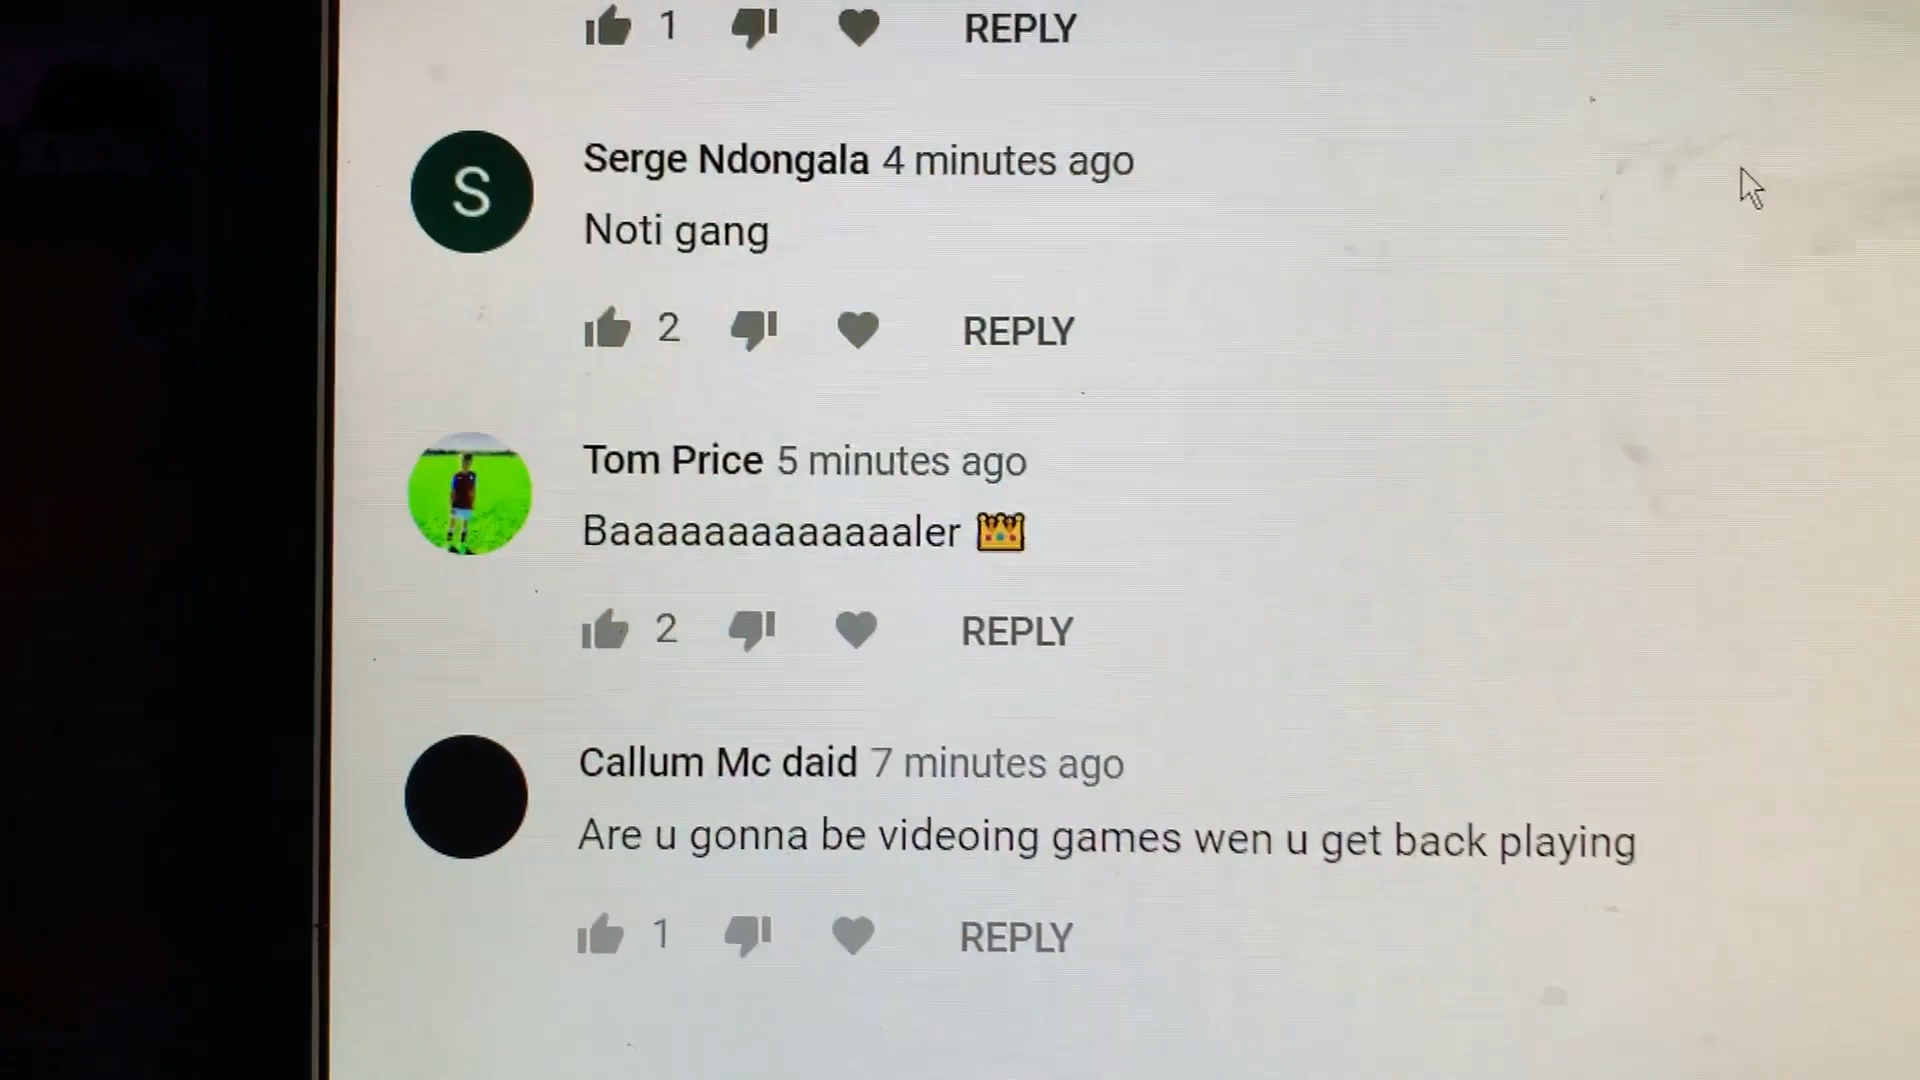 1 REPLY
S
Serge Ndongala 4 minutes ago
Noti gang
2 REPLY
Tom Price 5 minutes ago
Baaaaaaaaaaaaaler 👑
2 REPLY
Callum Mc daid 7 minutes ago
Are u gonna be videoing games wen u get back playing
1 REPLY